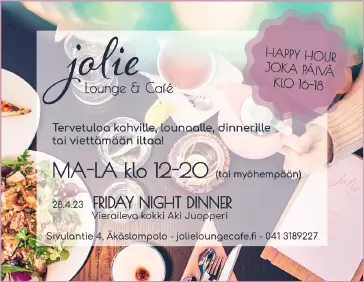 jolie
Lounge & Café
HAPPY HOUR
JOKA PÄIVÄ
KLO 16-18
Tervetuloa kahville, lounaalle, dinnerille
tai viettämään iltaa!
MA-LA klo 12-20 (tai myöhempään)
28.4.23 FRIDAY NIGHT DINNER
Vieraileva kokki Aki Juopperi
Sivulantie 4, Äkäslompolo - jolieloungecafe.fi - 041 3189227
jolie